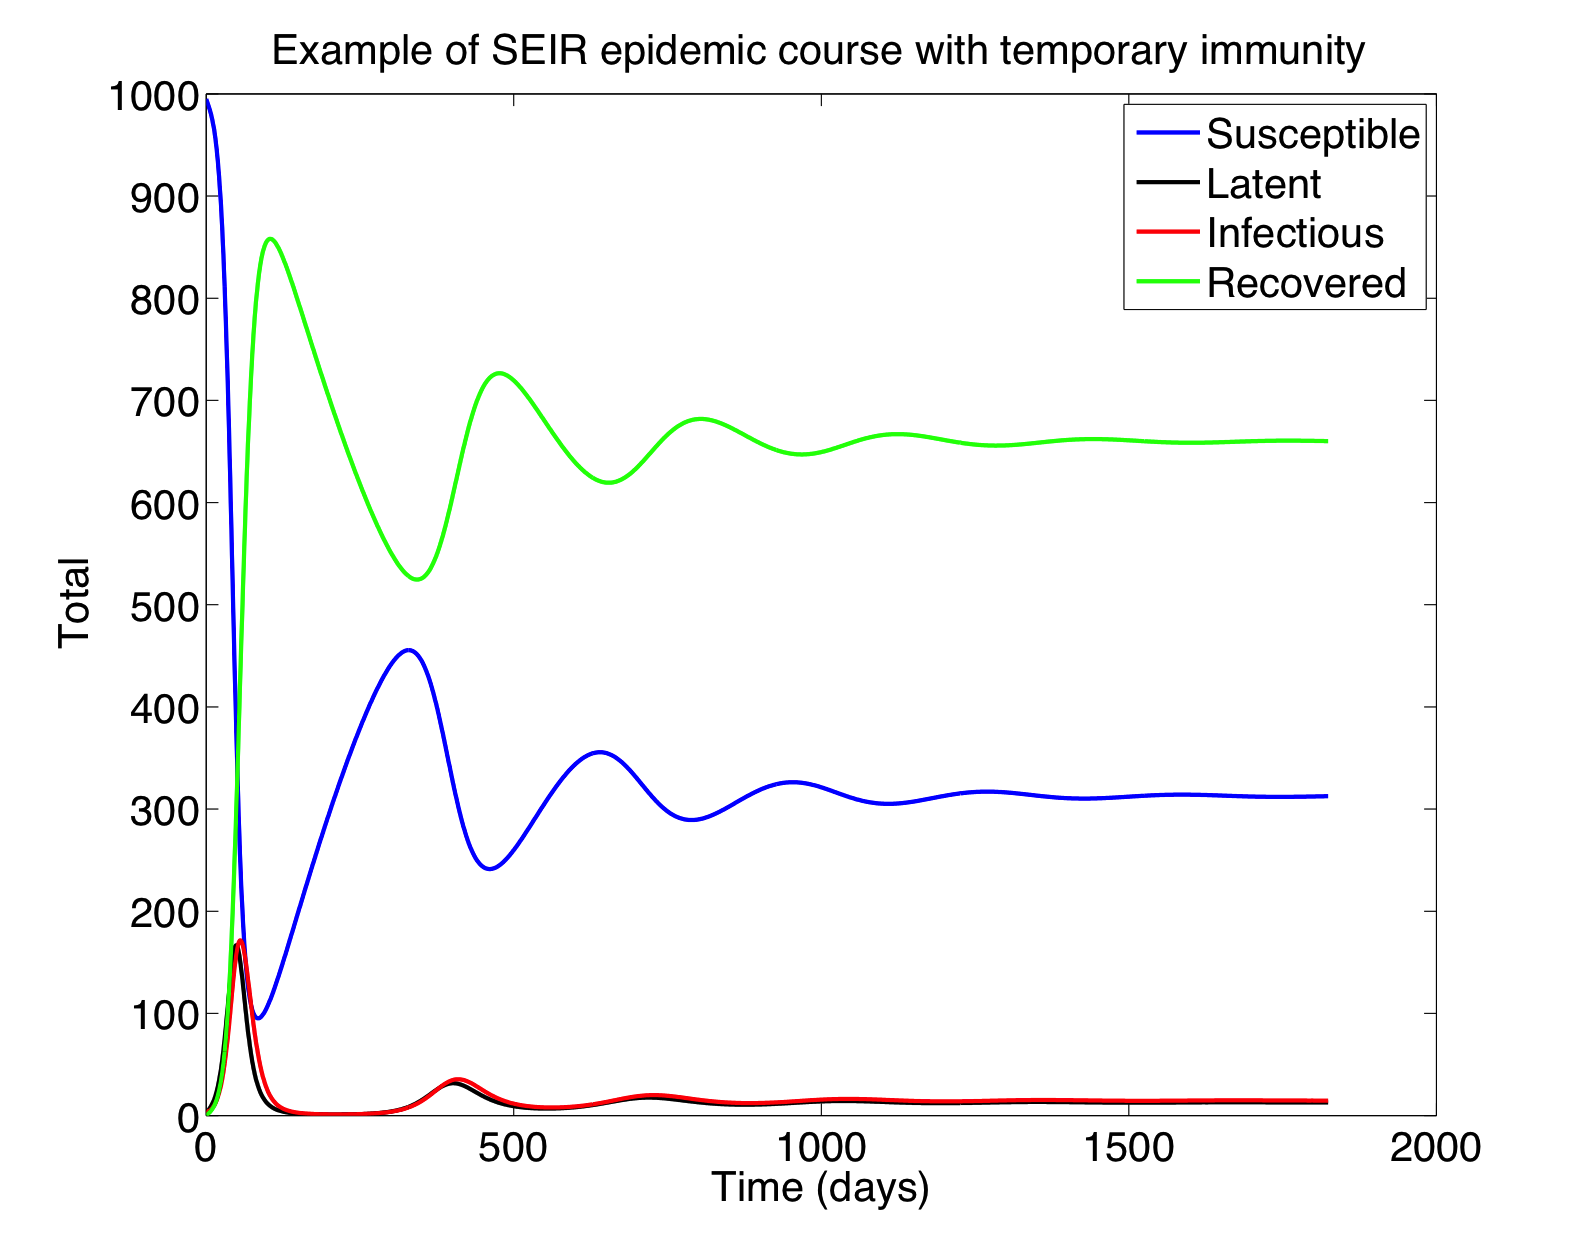 Example of SEIR epidemic course with temporary immunity
1000
900
800
700
600
500
400
300
200
100
0
Total
Susceptible
Latent
Infectious
Recovered
0 500 1000 1500 2000
Time (days)